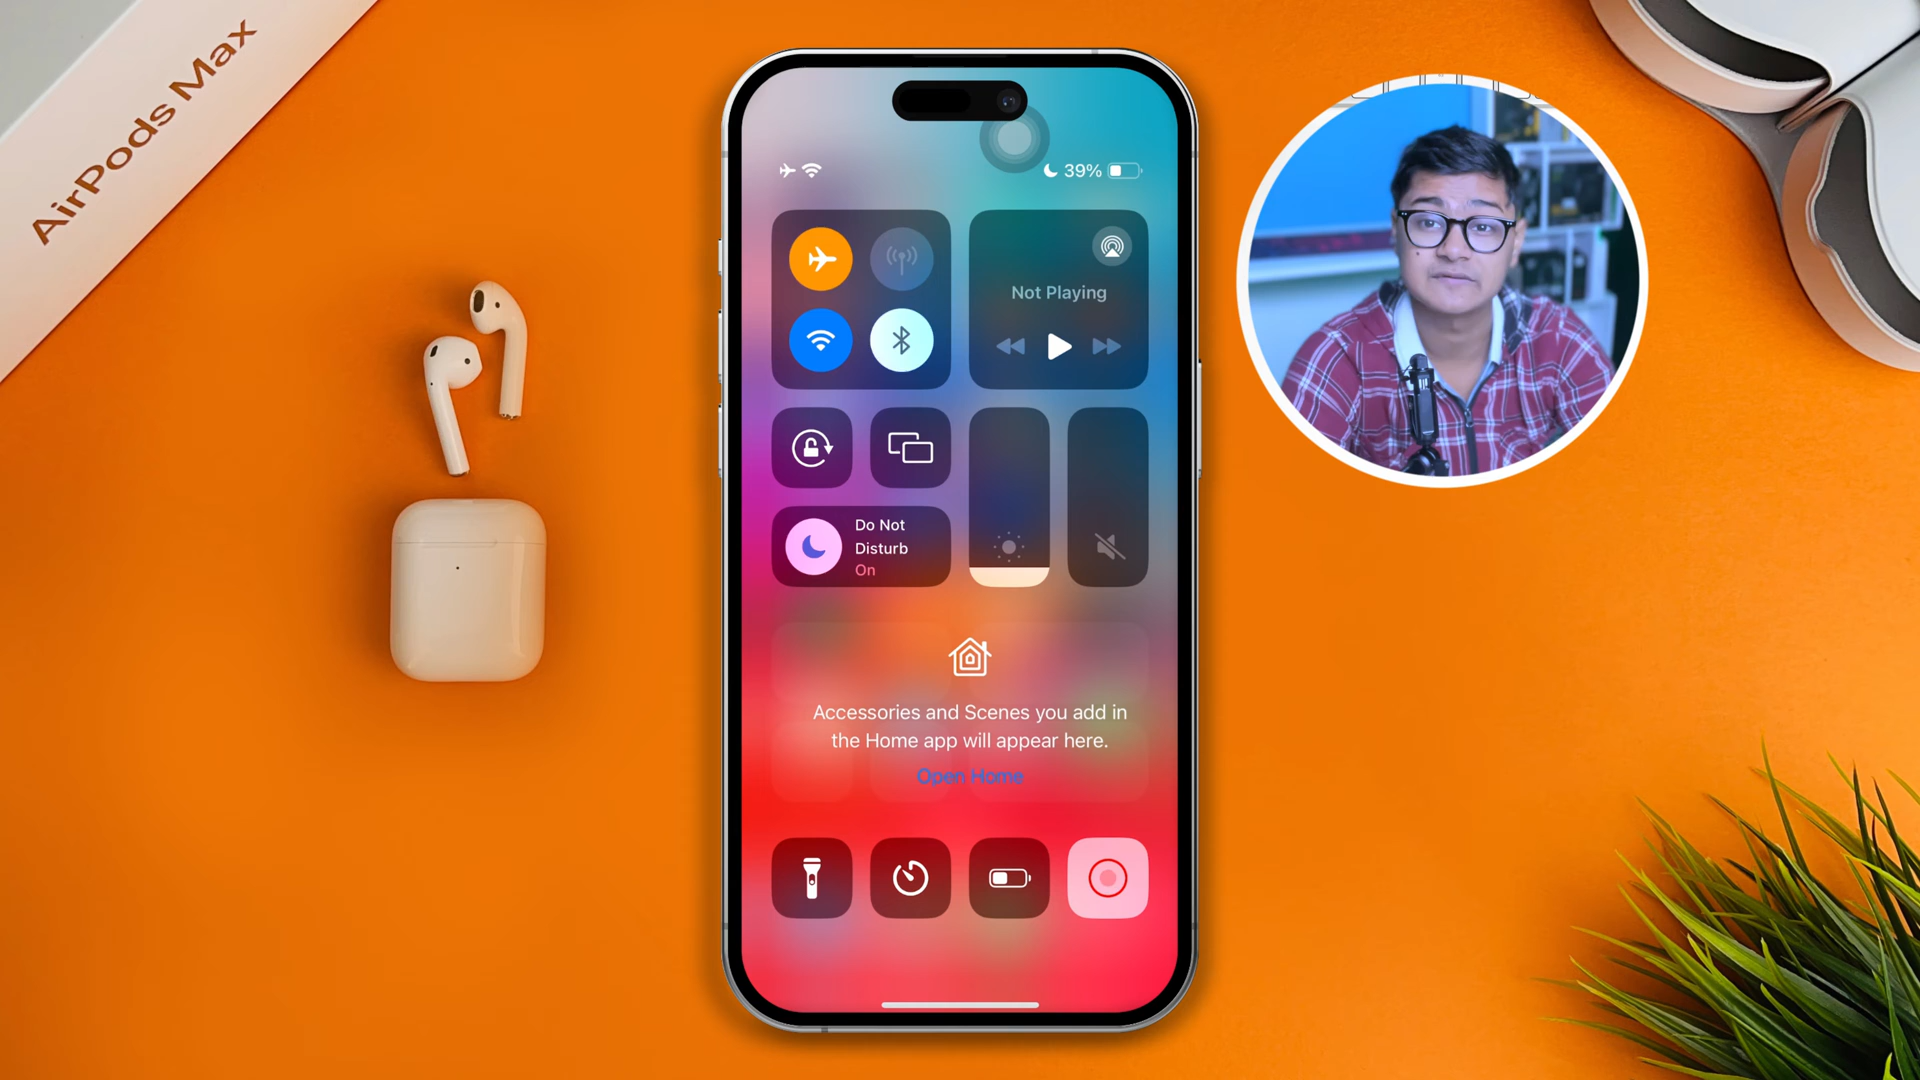 AirPods Max
39%
Not Playing
Do Not
Disturb
On
Accessories and Scenes you add in
the Home app will appear here.
Open Home